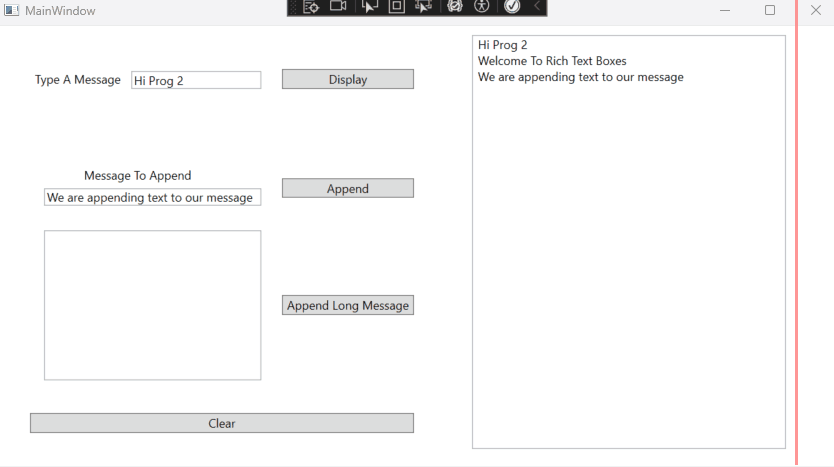 MainWindow
Type A Message
Hi Prog 2
Display
Message To Append
We are appending text to our message
Append
Append Long Message
Clear
Hi Prog 2
Welcome To Rich Text Boxes
We are appending text to our message